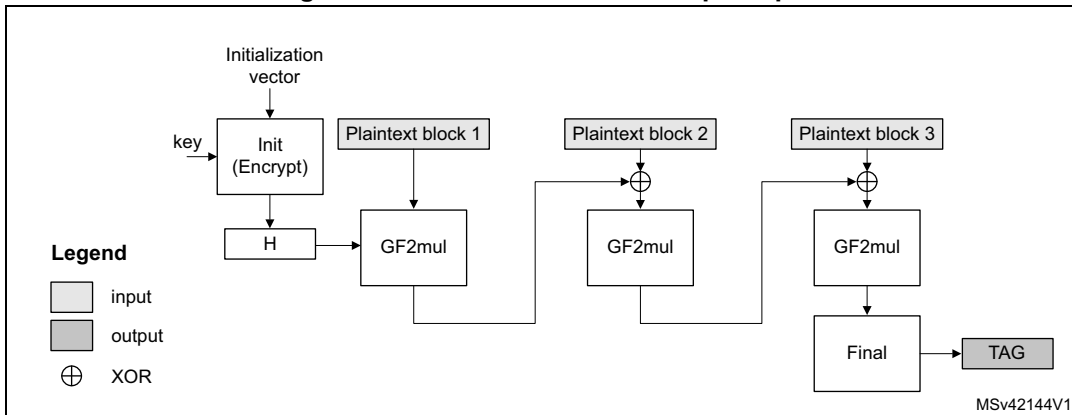 Initialization
vector
key
Init
(Encrypt)
Plaintext block 1
Plaintext block 2
Plaintext block 3
H
GF2mul
GF2mul
GF2mul
Legend
input
output
XOR
Final
TAG
MSv42144V1